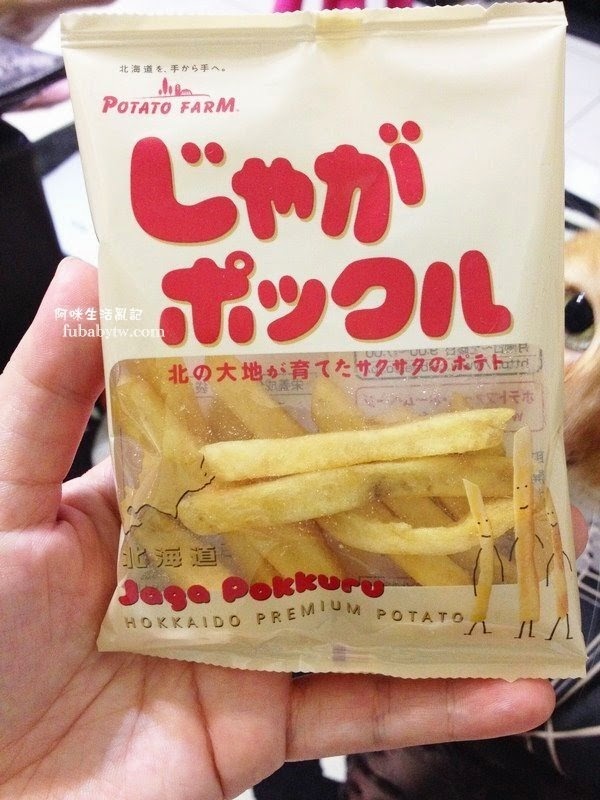 北海道を、手から手へ。
POTATO FARM
じゃが
ポックル
阿咪生活亂記
fubabytw.com
北の大地が育てたサクサクのポテト
北海道
Jaga Pokkuru
HOKKAIDO PREMIUM POTATO